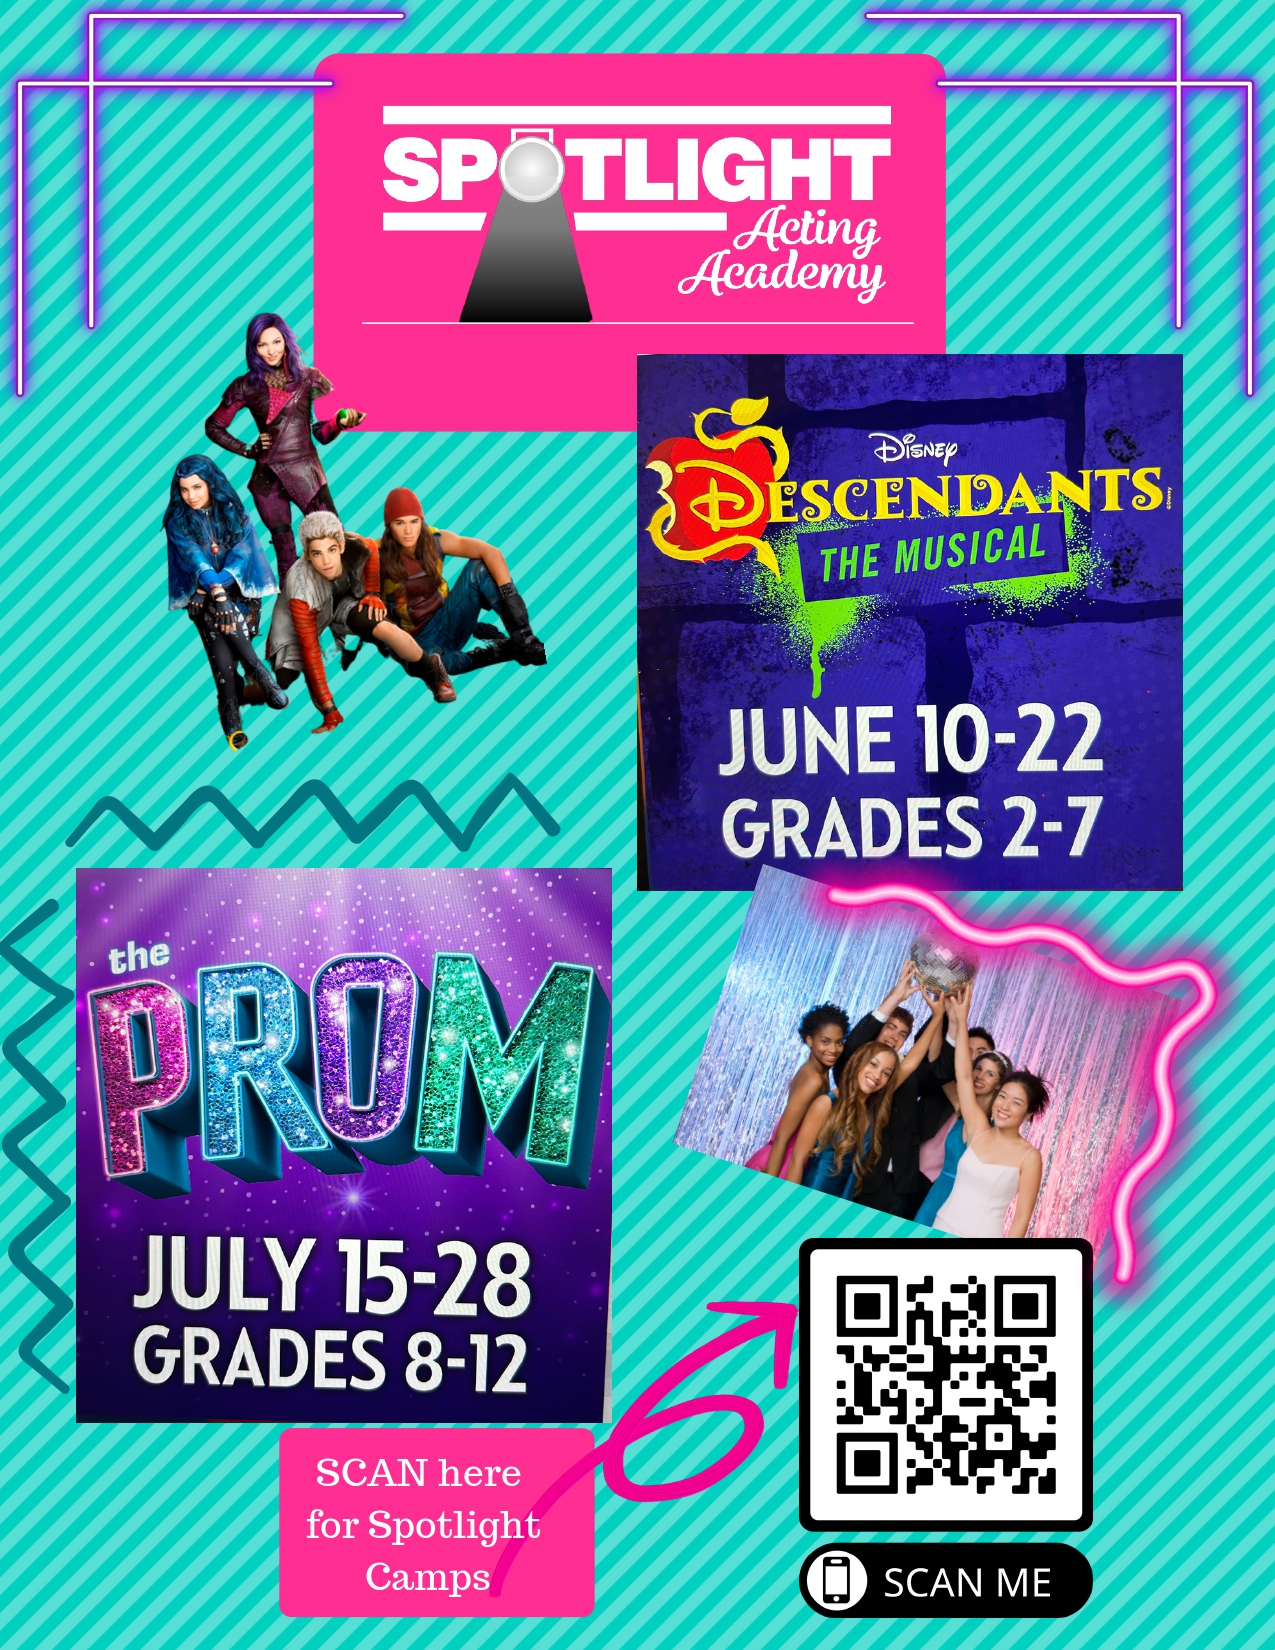 SPOTLIGHT
Acting
Academy
Disney
DESCENDANTS
©Disney
THE MUSICAL
JUNE 10-22
GRADES 2-7
the
PROM
JULY 15-28
GRADES 8-12
SCAN here
for Spotlight
Camps
SCAN ME